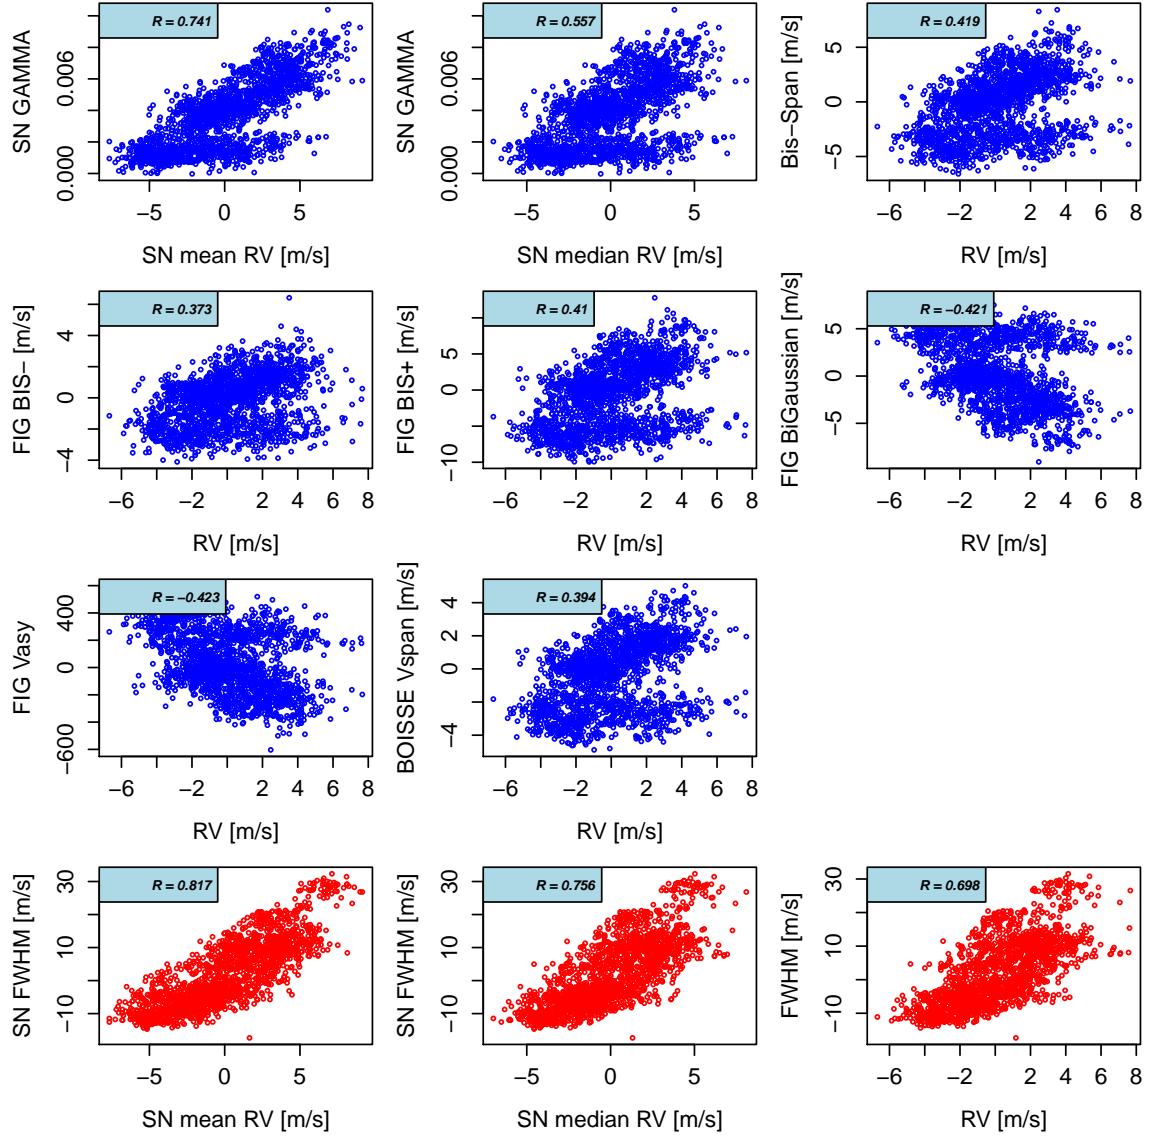 R = 0.741
SN GAMMA
0.000 0.006
−5 0 5
SN mean RV [m/s]
R = 0.557
SN GAMMA
0.000 0.006
−5 0 5
SN median RV [m/s]
R = 0.419
Bis−Span [m/s]
−5 0 5
−6 −2 2 4 6 8
RV [m/s]
R = 0.373
FIG BIS− [m/s]
−4 0 4
−6 −2 2 4 6 8
RV [m/s]
R = 0.41
FIG BIS+ [m/s]
−10 0 5
−6 −2 2 4 6 8
RV [m/s]
R = −0.421
FIG BiGaussian [m/s]
−5 0 5
−6 −2 2 4 6 8
RV [m/s]
R = −0.423
FIG Vasy
−600 0 400
−6 −2 2 4 6 8
RV [m/s]
R = 0.394
BOISSE Vspan [m/s]
−4 0 2 4
−6 −2 2 4 6 8
RV [m/s]
R = 0.817
SN FWHM [m/s]
−10 10 30
−5 0 5
SN mean RV [m/s]
R = 0.756
SN FWHM [m/s]
−10 10 30
−5 0 5
SN median RV [m/s]
R = 0.698
FWHM [m/s]
−10 10 30
−6 −2 2 4 6 8
RV [m/s]